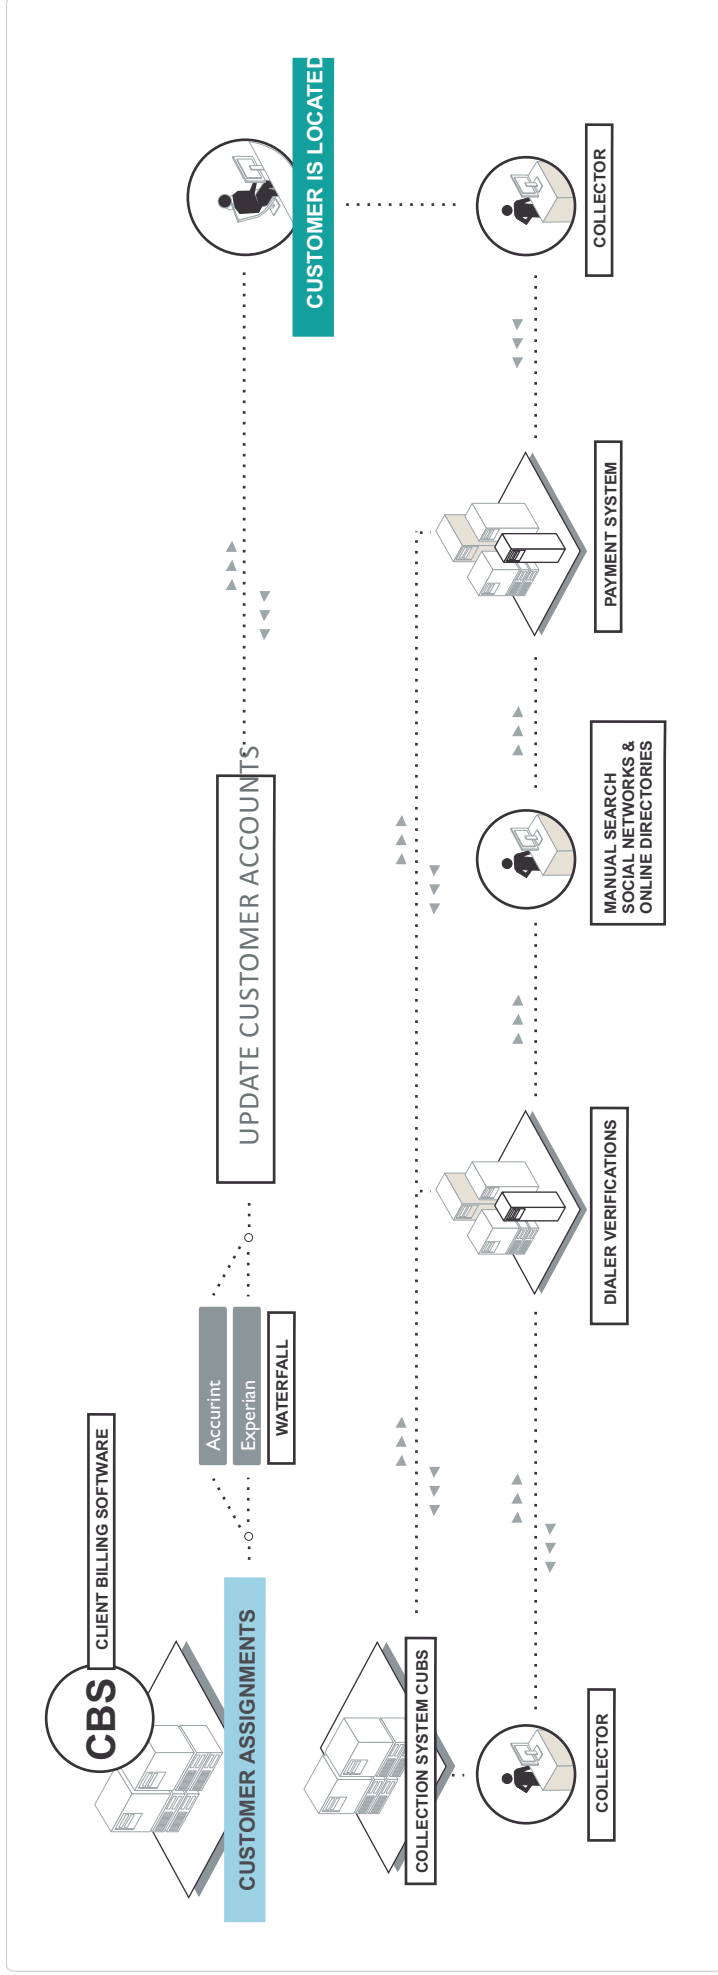 CBS
CLIENT BILLING SOFTWARE
CUSTOMER ASSIGNMENTS
Accurint
Experian
WATERFALL
UPDATE CUSTOMER ACCOUNTS
CUSTOMER IS LOCATED
COLLECTION SYSTEM CUBS
COLLECTOR
DIALER VERIFICATIONS
MANUAL SEARCH
SOCIAL NETWORKS &
ONLINE DIRECTORIES
PAYMENT SYSTEM
COLLECTOR